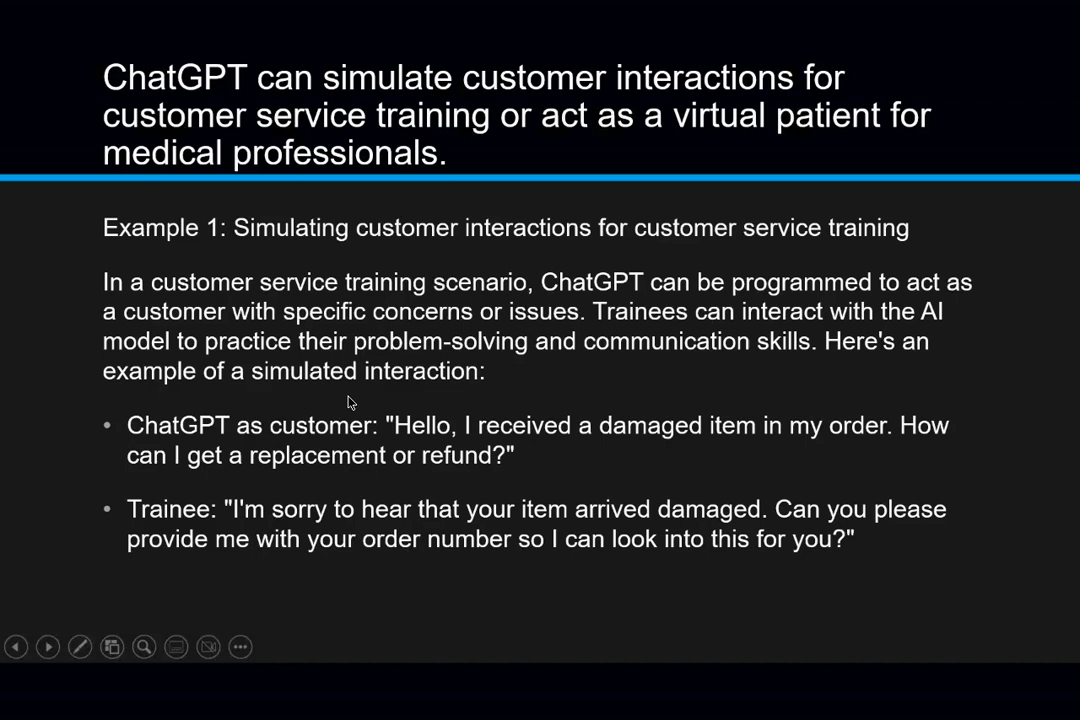 ChatGPT can simulate customer interactions for
customer service training or act as a virtual patient for
medical professionals.
Example 1: Simulating customer interactions for customer service training
In a customer service training scenario, ChatGPT can be programmed to act as
a customer with specific concerns or issues. Trainees can interact with the AI
model to practice their problem-solving and communication skills. Here's an
example of a simulated interaction:
• ChatGPT as customer: "Hello, I received a damaged item in my order. How
can I get a replacement or refund?"
• Trainee: "I'm sorry to hear that your item arrived damaged. Can you please
provide me with your order number so I can look into this for you?"